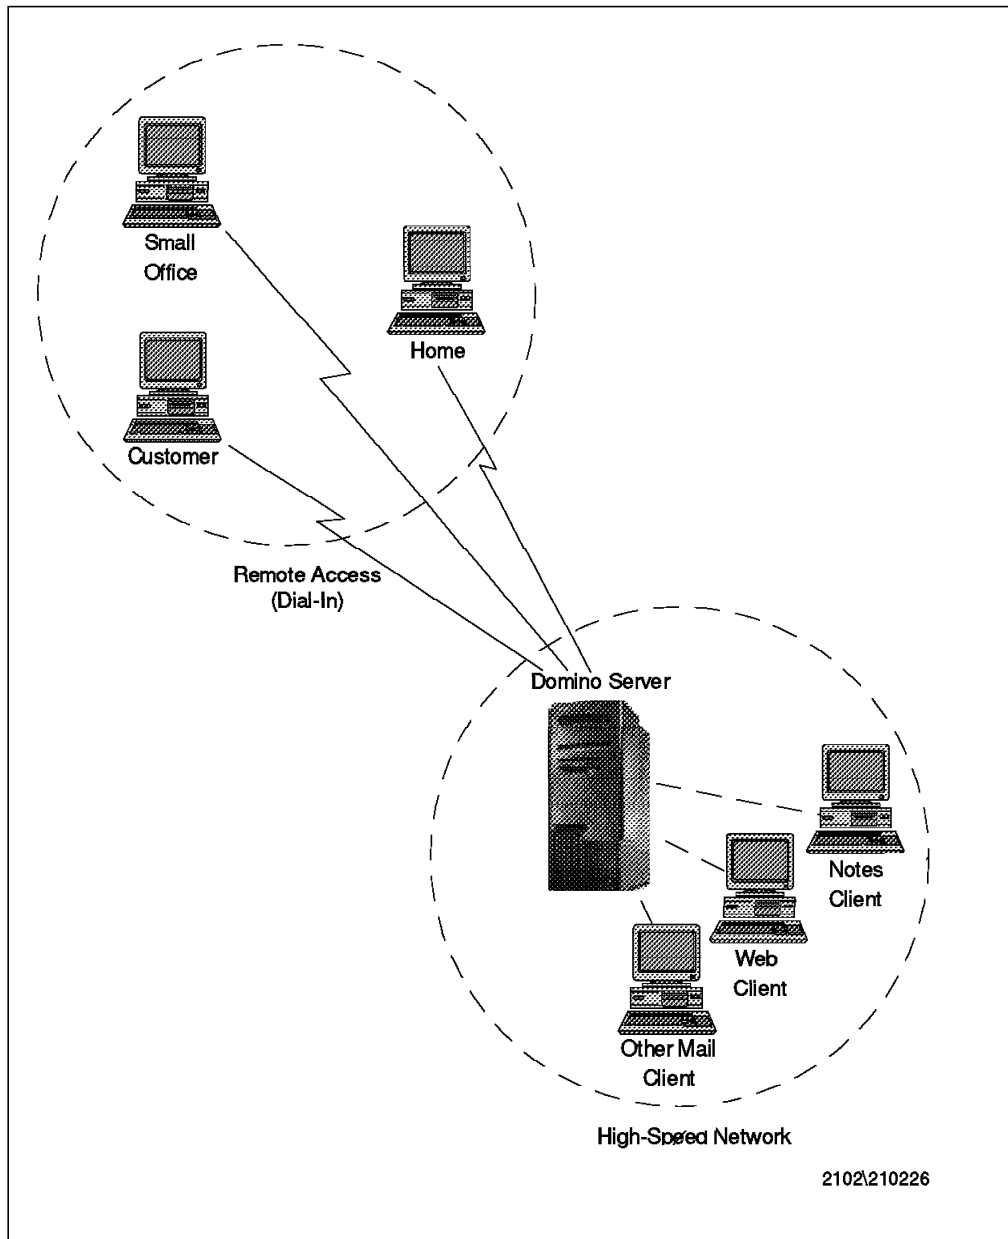 Small
Office
Home
Customer
Remote Access
(Dial-In)
Domino Server
Notes
Client
Web
Client
Other Mail
Client
High-Speed Network
2102\210226